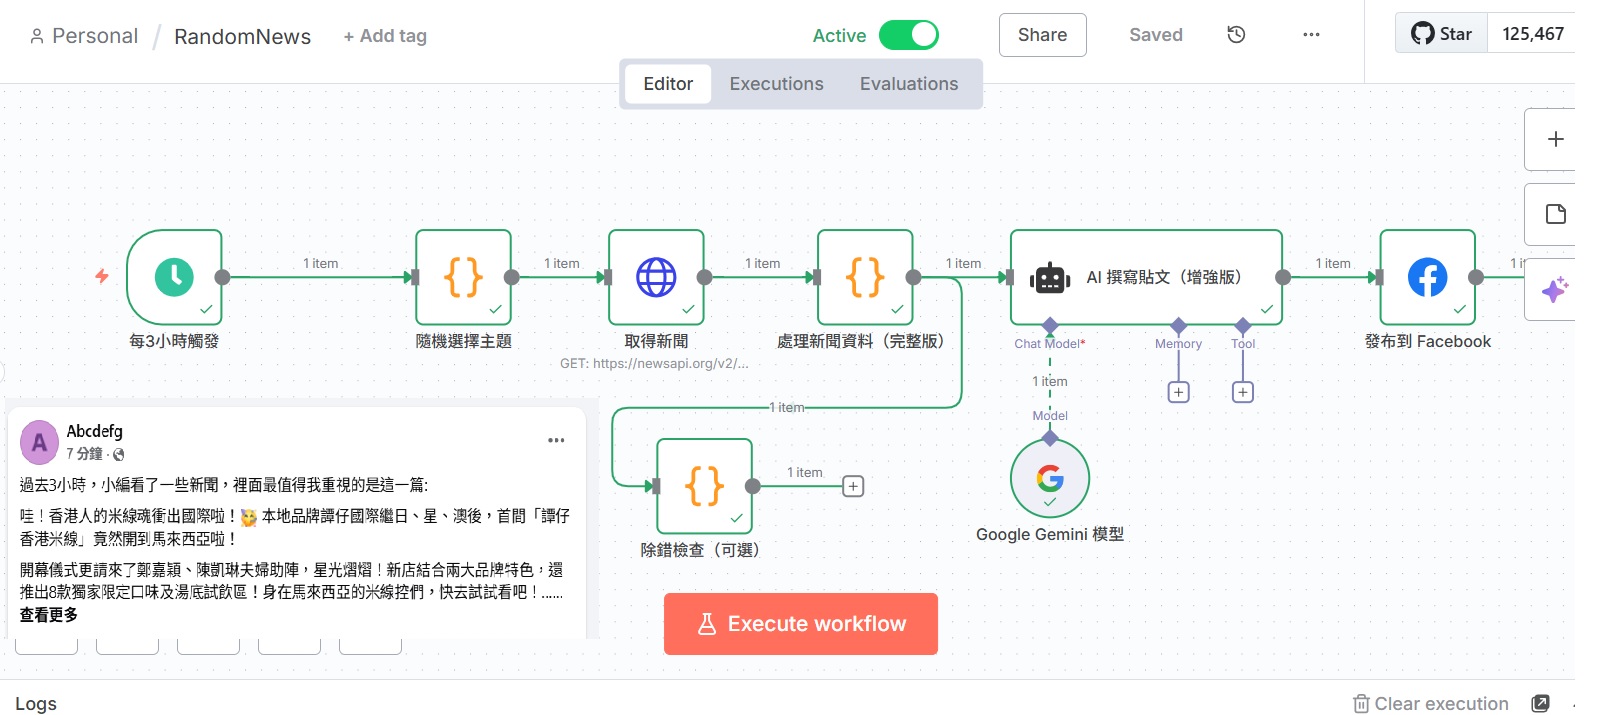 Personal / RandomNews + Add tag
Active
Share
Saved
Star 125,467
Editor Executions Evaluations
1 item
1 item
1 item
1 item
1 item
每3小時觸發
隨機選擇主題
取得新聞
GET: https://newsapi.org/v2/...
處理新聞資料（完整版）
AI 撰寫貼文（增強版）
Chat Model*
Memory
Tool
發布到 Facebook
1 item
Model
Google Gemini 模型
1 item
1 item
除錯檢查（可選）
A
Abcdefg
7 分鐘 ·
過去3小時，小編看了一些新聞，裡面最值得我重視的是這一篇:
哇！香港人的米線魂衝出國際啦！🥳 本地品牌譚仔國際繼日、星、澳後，首間「譚仔
香港米線」竟然開到馬來西亞啦！
開幕儀式更請來了鄭嘉穎、陳凱琳夫婦助陣，星光熠熠！新店結合兩大品牌特色，還
推出8款獨家限定口味及湯底試飲區！身在馬來西亞的米線控們，快去試試看吧！......
查看更多
Execute workflow
Logs
Clear execution